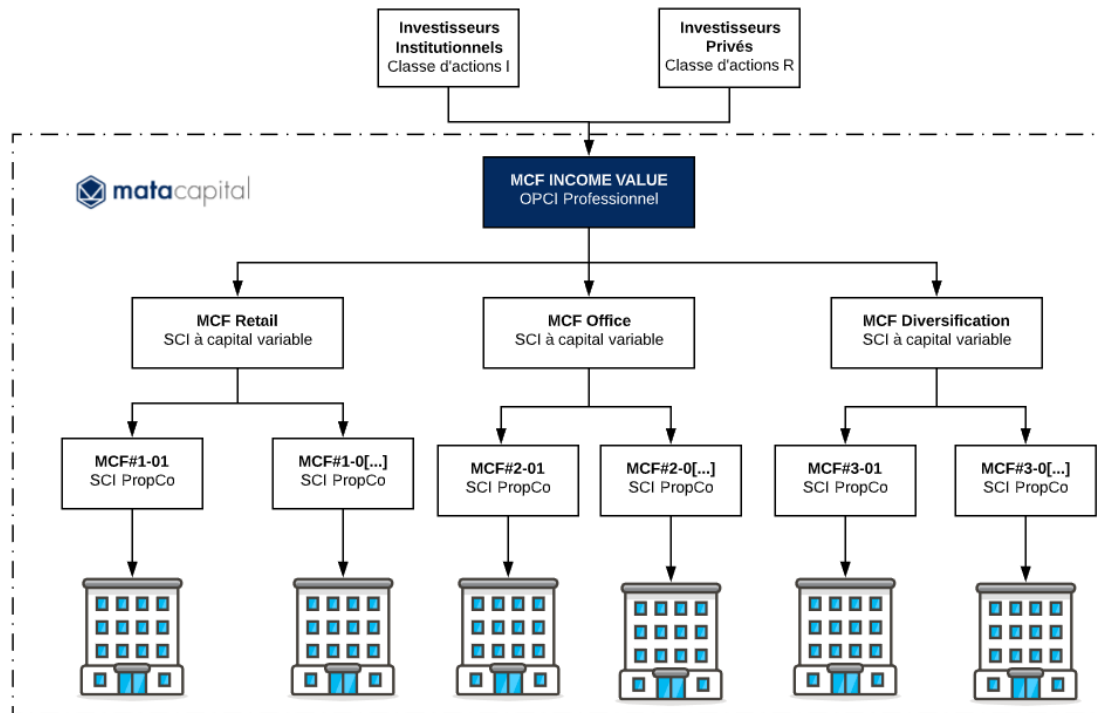 Investisseurs
Institutionnels
Classe d'actions I
Investisseurs
Privés
Classe d'actions R
matacapital
MCF INCOME VALUE
OPCI Professionnel
MCF Retail
SCI à capital variable
MCF Office
SCI à capital variable
MCF Diversification
SCI à capital variable
MCF#1-01
SCI PropCo
MCF#1-0[...]
SCI PropCo
MCF#2-01
SCI PropCo
MCF#2-0[...]
SCI PropCo
MCF#3-01
SCI PropCo
MCF#3-0[...]
SCI PropCo